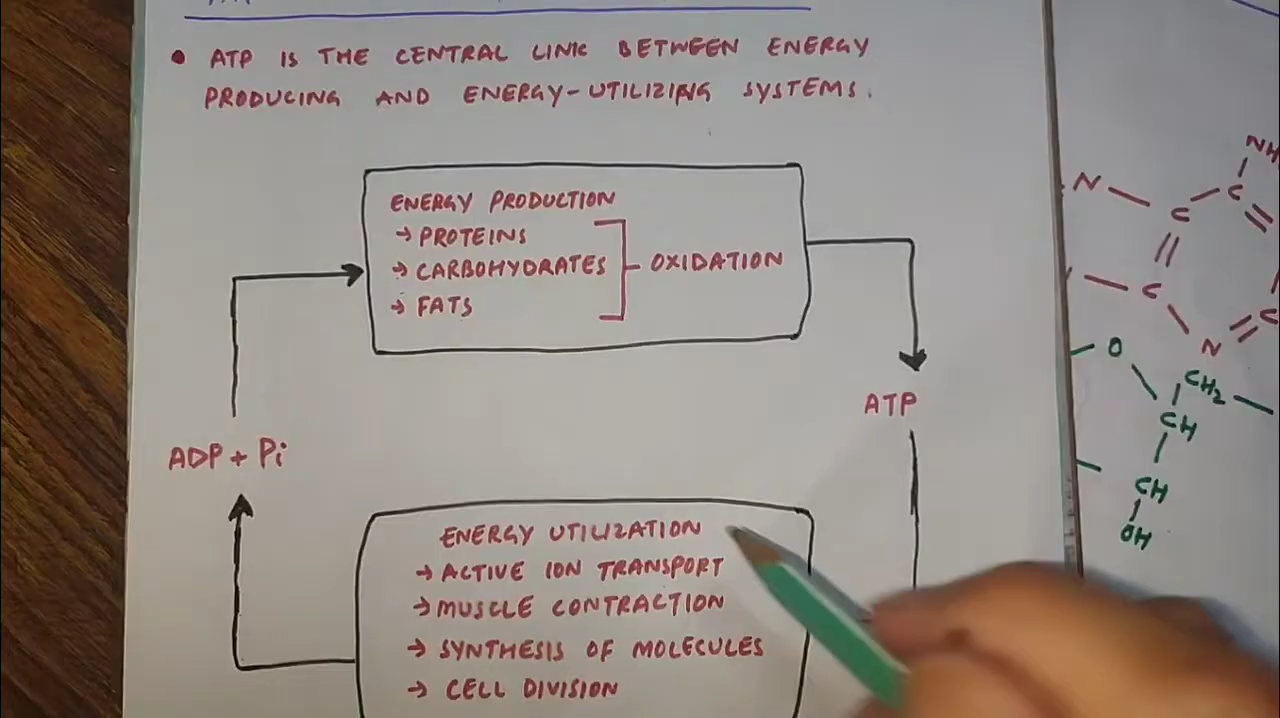 • ATP IS THE CENTRAL LINK BETWEEN ENERGY
PRODUCING AND ENERGY-UTILIZING SYSTEMS.
ENERGY PRODUCTION
→ PROTEINS
→ CARBOHYDRATES
→ FATS
OXIDATION
ATP
ADP + Pi
ENERGY UTILIZATION
→ ACTIVE ION TRANSPORT
→ MUSCLE CONTRACTION
→ SYNTHESIS OF MOLECULES
→ CELL DIVISION
NH
N
C
C
C
C
N
O
CH₂
CH
CH
OH